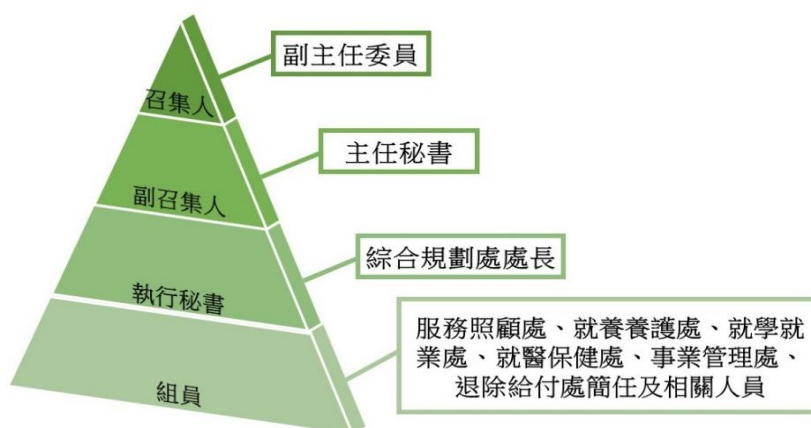 副主任委員
召集人
主任秘書
副召集人
綜合規劃處處長
執行秘書
服務照顧處、就養養護處、就學就
業處、就醫保健處、事業管理處、
退除給付處簡任及相關人員
組員